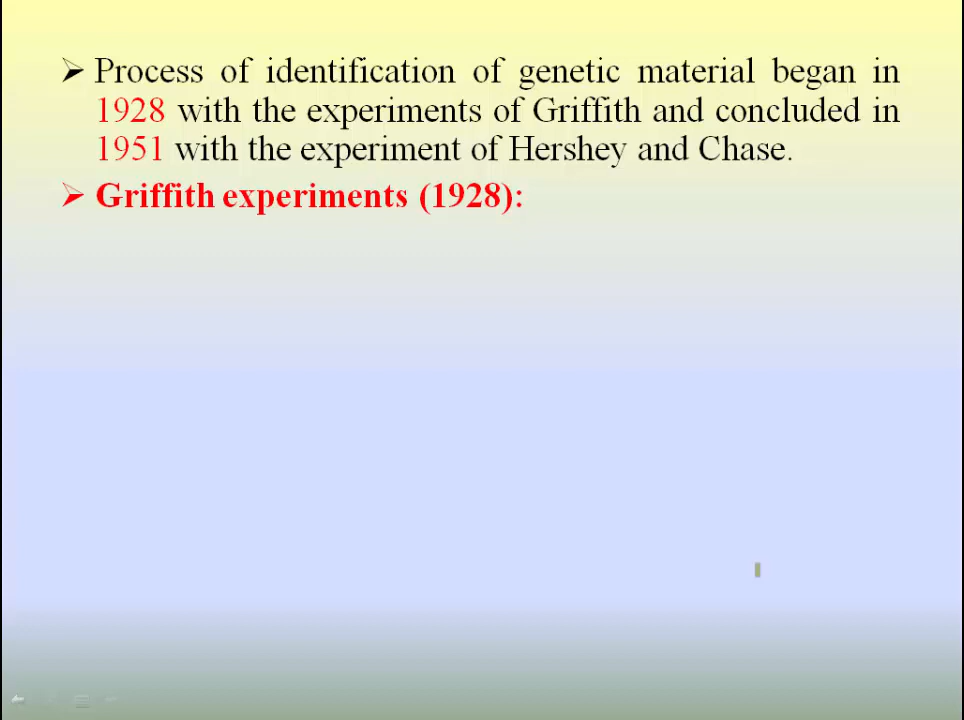 ➢ Process of identification of genetic material began in
1928 with the experiments of Griffith and concluded in
1951 with the experiment of Hershey and Chase.
➢ Griffith experiments (1928):